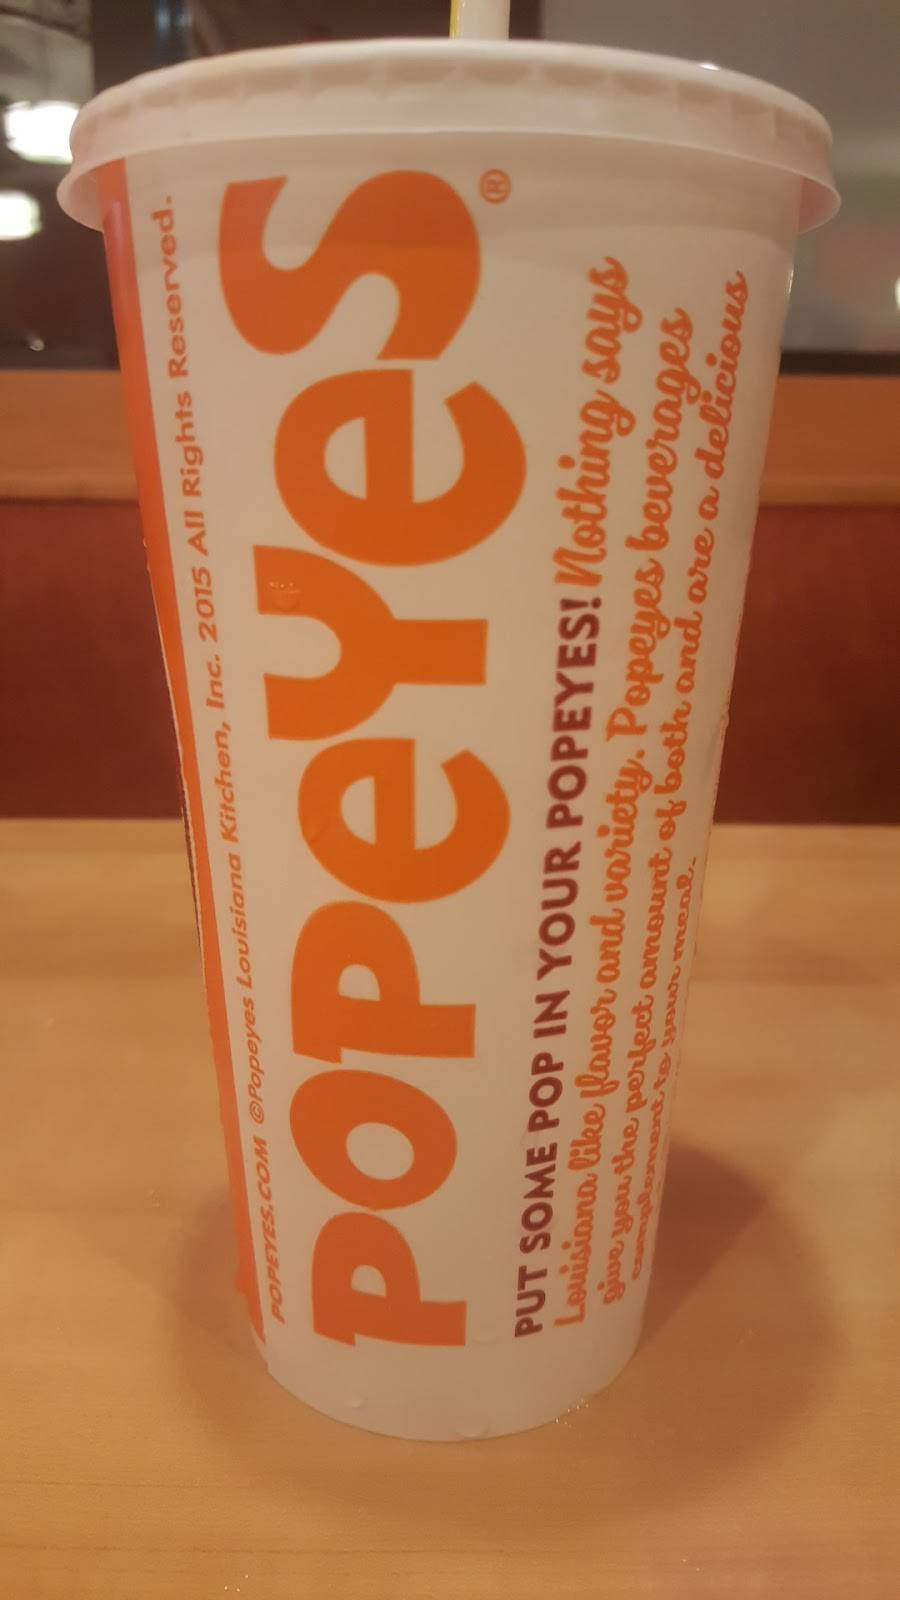 POPEYES.COM ©Popeyes Louisiana Kitchen, Inc. 2015 All Rights Reserved.
POPEYES®
PUT SOME POP IN YOUR POPEYES! Nothing says
Louisiana like flavor and variety. Popeyes beverages
give you the perfect amount of both and are a delicious
complement to your meal.